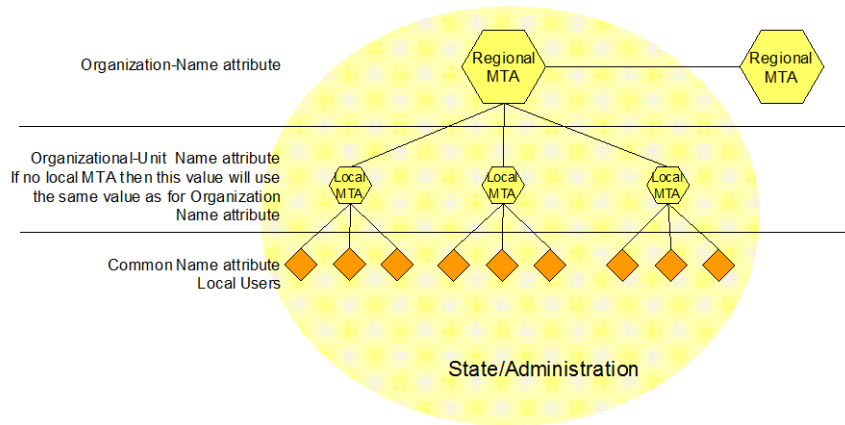 Organization-Name attribute
Regional
MTA
Regional
MTA
Organizational-Unit Name attribute
If no local MTA then this value will use
the same value as for Organization
Name attribute
Local
MTA
Local
MTA
Local
MTA
Common Name attribute
Local Users
State/Administration